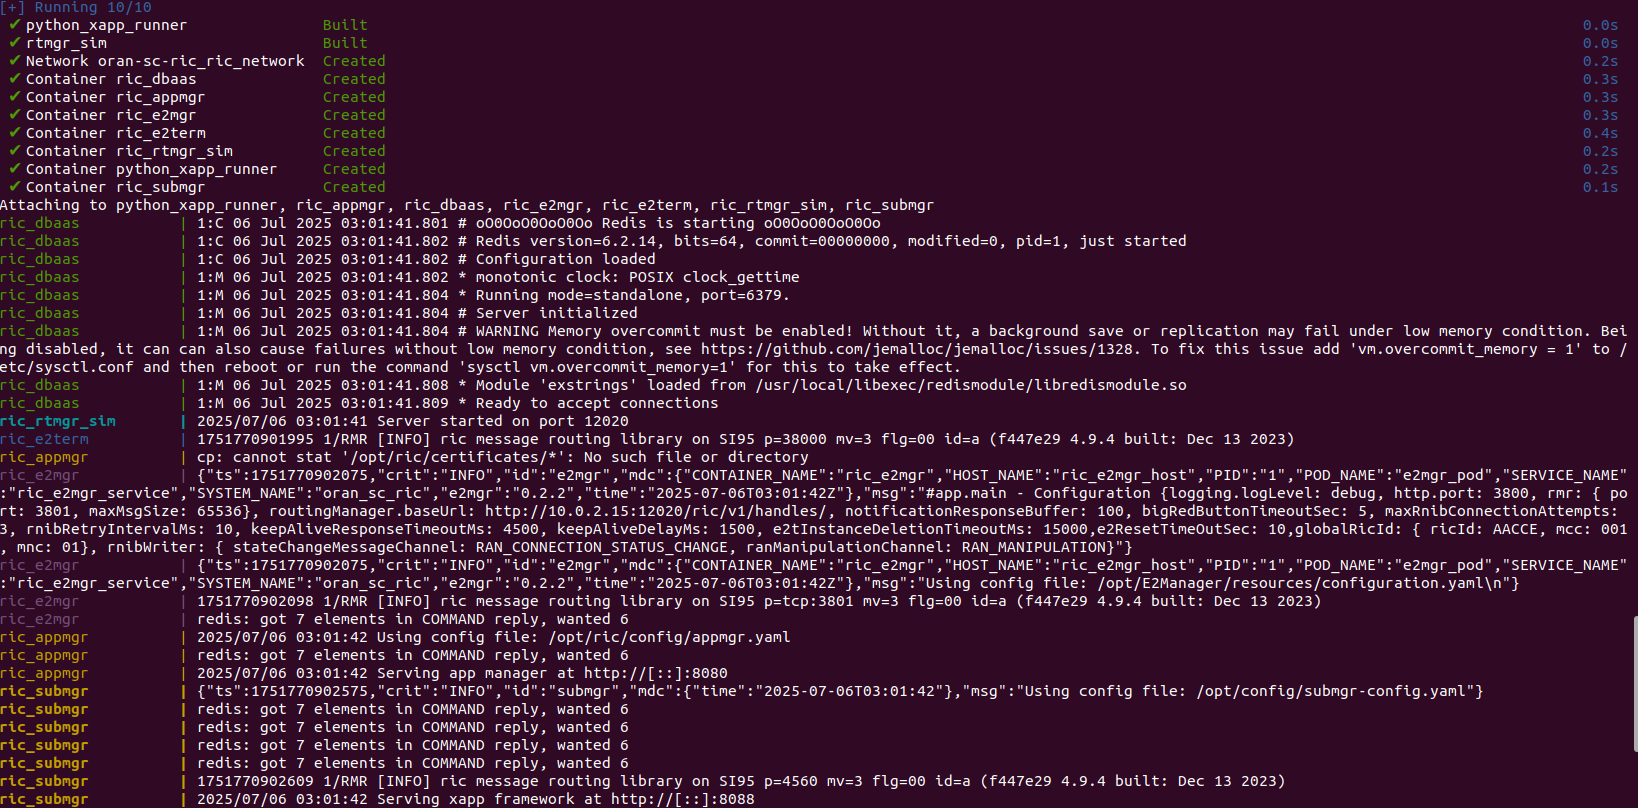 [+] Running 10/10
✔ python_xapp_runner Built 0.0s
✔ rtmgr_sim Built 0.0s
✔ Network oran-sc-ric_ric_network Created 0.2s
✔ Container ric_dbaas Created 0.3s
✔ Container ric_appmgr Created 0.3s
✔ Container ric_e2mgr Created 0.3s
✔ Container ric_e2term Created 0.4s
✔ Container ric_rtmgr_sim Created 0.2s
✔ Container python_xapp_runner Created 0.2s
✔ Container ric_submgr Created 0.1s
Attaching to python_xapp_runner, ric_appmgr, ric_dbaas, ric_e2mgr, ric_e2term, ric_rtmgr_sim, ric_submgr
ric_dbaas | 1:C 06 Jul 2025 03:01:41.801 # oO0OoO0OoO0Oo Redis is starting oO0OoO0OoO0Oo
ric_dbaas | 1:C 06 Jul 2025 03:01:41.802 # Redis version=6.2.14, bits=64, commit=00000000, modified=0, pid=1, just started
ric_dbaas | 1:C 06 Jul 2025 03:01:41.802 # Configuration loaded
ric_dbaas | 1:M 06 Jul 2025 03:01:41.802 * monotonic clock: POSIX clock_gettime
ric_dbaas | 1:M 06 Jul 2025 03:01:41.804 * Running mode=standalone, port=6379.
ric_dbaas | 1:M 06 Jul 2025 03:01:41.804 # Server initialized
ric_dbaas | 1:M 06 Jul 2025 03:01:41.804 # WARNING Memory overcommit must be enabled! Without it, a background save or replication may fail under low memory condition. Bei
ng disabled, it can can also cause failures without low memory condition, see https://github.com/jemalloc/jemalloc/issues/1328. To fix this issue add 'vm.overcommit_memory = 1' to /
etc/sysctl.conf and then reboot or run the command 'sysctl vm.overcommit_memory=1' for this to take effect.
ric_dbaas | 1:M 06 Jul 2025 03:01:41.808 * Module 'exstrings' loaded from /usr/local/libexec/redismodule/libredismodule.so
ric_dbaas | 1:M 06 Jul 2025 03:01:41.809 * Ready to accept connections
ric_rtmgr_sim | 2025/07/06 03:01:41 Server started on port 12020
ric_e2term | 1751770901995 1/RMR [INFO] ric message routing library on SI95 p=38000 mv=3 flg=00 id=a (f447e29 4.9.4 built: Dec 13 2023)
ric_appmgr | cp: cannot stat '/opt/ric/certificates/*': No such file or directory
ric_e2mgr | {"ts":1751770902075,"crit":"INFO","id":"e2mgr","mdc":{"CONTAINER_NAME":"ric_e2mgr","HOST_NAME":"ric_e2mgr_host","PID":"1","POD_NAME":"e2mgr_pod","SERVICE_NAME"
:"ric_e2mgr_service","SYSTEM_NAME":"oran_sc_ric","e2mgr":"0.2.2","time":"2025-07-06T03:01:42Z"},"msg":"#app.main - Configuration {logging.logLevel: debug, http.port: 3800, rmr: { po
rt: 3801, maxMsgSize: 65536}, routingManager.baseUrl: http://10.0.2.15:12020/ric/v1/handles/, notificationResponseBuffer: 100, bigRedButtonTimeoutSec: 5, maxRnibConnectionAttempts:
3, rnibRetryIntervalMs: 10, keepAliveResponseTimeoutMs: 4500, keepAliveDelayMs: 1500, e2tInstanceDeletionTimeoutMs: 15000,e2ResetTimeOutSec: 10,globalRicId: { ricId: AACCE, mcc: 001
, mnc: 01}, rnibWriter: { stateChangeMessageChannel: RAN_CONNECTION_STATUS_CHANGE, ranManipulationChannel: RAN_MANIPULATION}"}
ric_e2mgr | {"ts":1751770902075,"crit":"INFO","id":"e2mgr","mdc":{"CONTAINER_NAME":"ric_e2mgr","HOST_NAME":"ric_e2mgr_host","PID":"1","POD_NAME":"e2mgr_pod","SERVICE_NAME"
:"ric_e2mgr_service","SYSTEM_NAME":"oran_sc_ric","e2mgr":"0.2.2","time":"2025-07-06T03:01:42Z"},"msg":"Using config file: /opt/E2Manager/resources/configuration.yaml\n"}
ric_e2mgr | 1751770902098 1/RMR [INFO] ric message routing library on SI95 p=tcp:3801 mv=3 flg=00 id=a (f447e29 4.9.4 built: Dec 13 2023)
ric_e2mgr | redis: got 7 elements in COMMAND reply, wanted 6
ric_appmgr | 2025/07/06 03:01:42 Using config file: /opt/ric/config/appmgr.yaml
ric_appmgr | redis: got 7 elements in COMMAND reply, wanted 6
ric_appmgr | 2025/07/06 03:01:42 Serving app manager at http://[::]:8080
ric_submgr | {"ts":1751770902575,"crit":"INFO","id":"submgr","mdc":{"time":"2025-07-06T03:01:42"},"msg":"Using config file: /opt/config/submgr-config.yaml"}
ric_submgr | redis: got 7 elements in COMMAND reply, wanted 6
ric_submgr | redis: got 7 elements in COMMAND reply, wanted 6
ric_submgr | redis: got 7 elements in COMMAND reply, wanted 6
ric_submgr | redis: got 7 elements in COMMAND reply, wanted 6
ric_submgr | 1751770902609 1/RMR [INFO] ric message routing library on SI95 p=4560 mv=3 flg=00 id=a (f447e29 4.9.4 built: Dec 13 2023)
ric_submgr | 2025/07/06 03:01:42 Serving xapp framework at http://[::]:8088